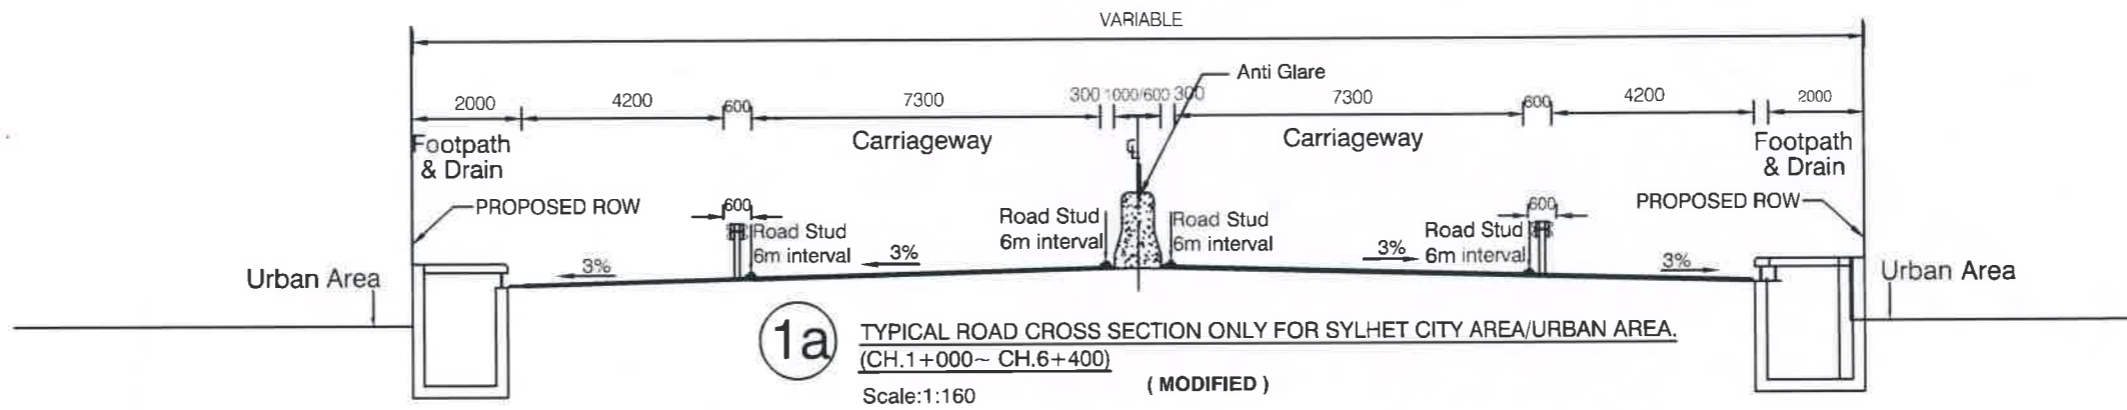 VARIABLE
Anti Glare
2000 4200 600 7300 300 1000/600 300 7300 600 4200 2000
Footpath
& Drain
Carriageway
Carriageway
Footpath
& Drain
PROPOSED ROW
600
Road Stud
6m interval
Road Stud
6m interval
Road Stud
6m interval
600
Road Stud
6m interval
PROPOSED ROW
Urban Area
3%
3%
3%
3%
Urban Area
1a
TYPICAL ROAD CROSS SECTION ONLY FOR SYLHET CITY AREA/URBAN AREA.
(CH.1+000~ CH.6+400)
Scale:1:160
( MODIFIED )